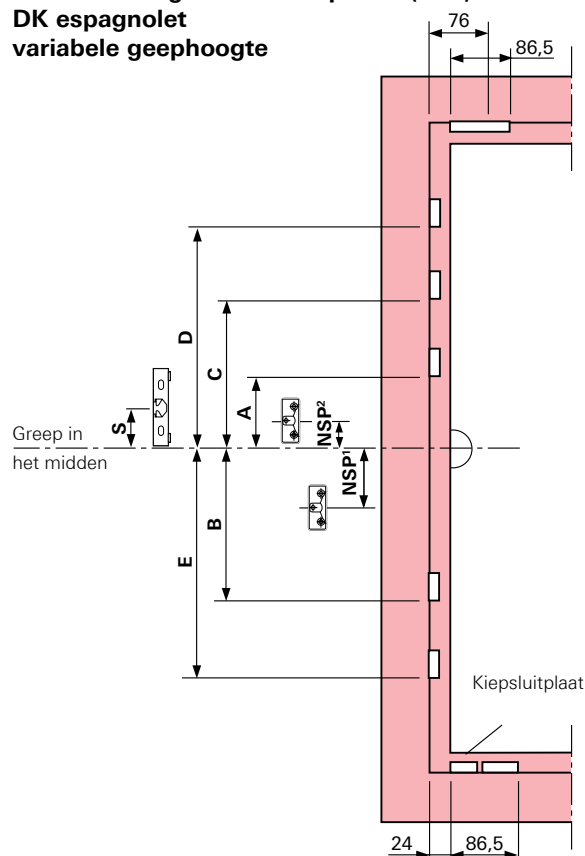 DK espagnolet
variabele geephoogte
76
86,5
D
C
A
S
NSP²
Greep in
het midden
NSP¹
B
E
Kiepsluitplaat
24
86,5